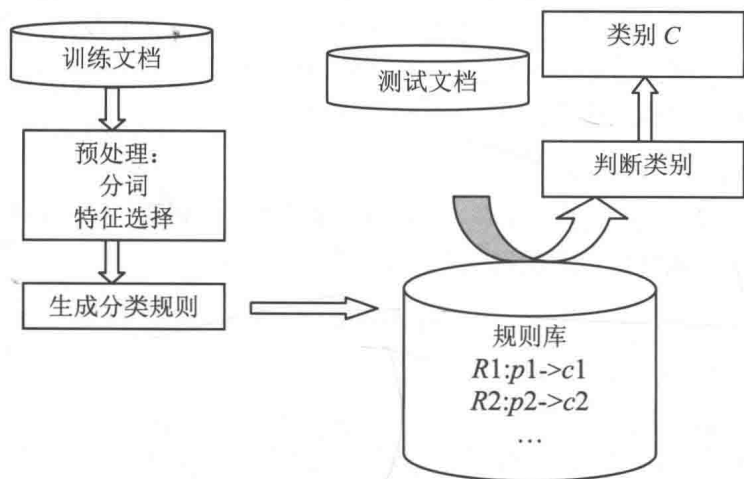 训练文档
预处理：
分词
特征选择
生成分类规则
测试文档
类别 C
判断类别
规则库
R1:p1->c1
R2:p2->c2
…